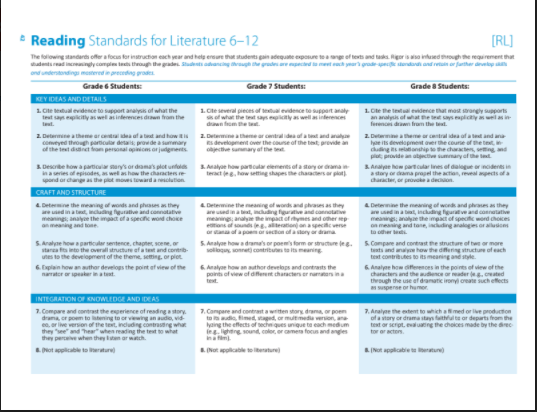 Reading Standards for Literature 6–12 [RL]
The following standards offer a focus for instruction each year and help ensure that students gain adequate exposure to a range of texts and tasks. Rigor is also infused through the requirement that
students read increasingly complex texts through the grades. Students advancing through the grades are expected to meet each year's grade-specific standards and retain or further develop skills
and understandings mastered in preceding grades.
Grade 6 Students:
Grade 7 Students:
Grade 8 Students:
KEY IDEAS AND DETAILS
1. Cite textual evidence to support analysis of what the
text says explicitly as well as inferences drawn from the
text.
1. Cite several pieces of textual evidence to support analy-
sis of what the text says explicitly as well as inferences
drawn from the text.
1. Cite the textual evidence that most strongly supports
an analysis of what the text says explicitly as well as in-
ferences drawn from the text.
2. Determine a theme or central idea of a text and how it is
conveyed through particular details; provide a summary
of the text distinct from personal opinions or judgments.
2. Determine a theme or central idea of a text and analyze
its development over the course of the text; provide an
objective summary of the text.
2. Determine a theme or central idea of a text and ana-
lyze its development over the course of the text, in-
cluding its relationship to the characters, setting, and
plot; provide an objective summary of the text.
3. Describe how a particular story's or drama's plot unfolds
in a series of episodes, as well as how the characters re-
spond or change as the plot moves toward a resolution.
3. Analyze how particular elements of a story or drama in-
teract (e.g., how setting shapes the characters or plot).
3. Analyze how particular lines of dialogue or incidents in
a story or drama propel the action, reveal aspects of a
character, or provoke a decision.
CRAFT AND STRUCTURE
4. Determine the meaning of words and phrases as they
are used in a text, including figurative and connotative
meanings; analyze the impact of a specific word choice
on meaning and tone.
4. Determine the meaning of words and phrases as they
are used in a text, including figurative and connotative
meanings; analyze the impact of rhymes and other rep-
etitions of sounds (e.g., alliteration) on a specific verse
or stanza of a poem or section of a story or drama.
4. Determine the meaning of words and phrases as they
are used in a text, including figurative and connotative
meanings; analyze the impact of specific word choices
on meaning and tone, including analogies or allusions
to other texts.
5. Analyze how a particular sentence, chapter, scene, or
stanza fits into the overall structure of a text and contrib-
utes to the development of the theme, setting, or plot.
5. Analyze how a drama's or poem's form or structure (e.g.,
soliloquy, sonnet) contributes to its meaning.
5. Compare and contrast the structure of two or more
texts and analyze how the differing structure of each
text contributes to its meaning and style.
6. Explain how an author develops the point of view of the
narrator or speaker in a text.
6. Analyze how an author develops and contrasts the
points of view of different characters or narrators in a
text.
6. Analyze how differences in the points of view of the
characters and the audience or reader (e.g., created
through the use of dramatic irony) create such effects
as suspense or humor.
INTEGRATION OF KNOWLEDGE AND IDEAS
7. Compare and contrast the experience of reading a story,
drama, or poem to listening to or viewing an audio, vid-
eo, or live version of the text, including contrasting what
they "see" and "hear" when reading the text to what
they perceive when they listen or watch.
7. Compare and contrast a written story, drama, or poem
to its audio, filmed, staged, or multimedia version, ana-
lyzing the effects of techniques unique to each medium
(e.g., lighting, sound, color, or camera focus and angles
in a film).
7. Analyze the extent to which a filmed or live production
of a story or drama stays faithful to or departs from the
text or script, evaluating the choices made by the direc-
tor or actors.
8. (Not applicable to literature)
8. (Not applicable to literature)
8. (Not applicable to literature)